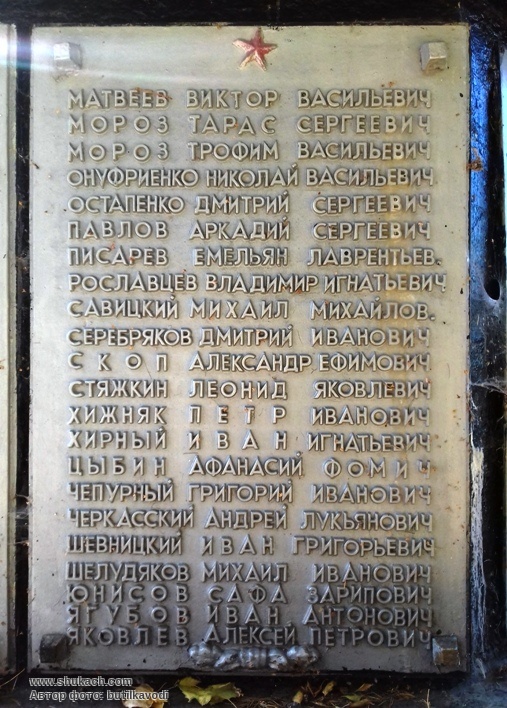 МАТВЕЕВ ВИКТОР ВАСИЛЬЕВИЧ
МОРОЗ ТАРАС СЕРГЕЕВИЧ
МОРОЗ ТРОФИМ ВАСИЛЬЕВИЧ
ОНУФРИЕНКО НИКОЛАЙ ВАСИЛЬЕВИЧ
ОСТАПЕНКО ДМИТРИЙ СЕРГЕЕВИЧ
ПАВЛОВ АРКАДИЙ СЕРГЕЕВИЧ
ПИСАРЕВ ЕМЕЛЬЯН ЛАВРЕНТЬЕВ.
РОСЛАВЦЕВ ВЛАДИМИР ИГНАТЬЕВИЧ
САВИЦКИЙ МИХАИЛ МИХАЙЛОВ.
СЕРЕБРЯКОВ ДМИТРИЙ ИВАНОВИЧ
СКОП АЛЕКСАНДР ЕФИМОВИЧ
СТЯЖКИН ЛЕОНИД ЯКОВЛЕВИЧ
ХИЖНЯК ПЕТР ИВАНОВИЧ
ХИРНЫЙ ИВАН ИГНАТЬЕВИЧ
ЦЫБИН АФАНАСИЙ ФОМИЧ
ЧЕПУРНЫЙ ГРИГОРИЙ ИВАНОВИЧ
ЧЕРКАССКИЙ АНДРЕЙ ЛУКЬЯНОВИЧ
ШЕВНИЦКИЙ ИВАН ГРИГОРЬЕВИЧ
ШЕЛУДЯКОВ МИХАИЛ ИВАНОВИЧ
ЮНИСОВ САФА ЗАРИПОВИЧ
ЯГУБОВ ИВАН АНТОНОВИЧ
ЯКОВЛЕВ АЛЕКСЕЙ ПЕТРОВИЧ
www.shukach.com
Автор фото: butilkavodi